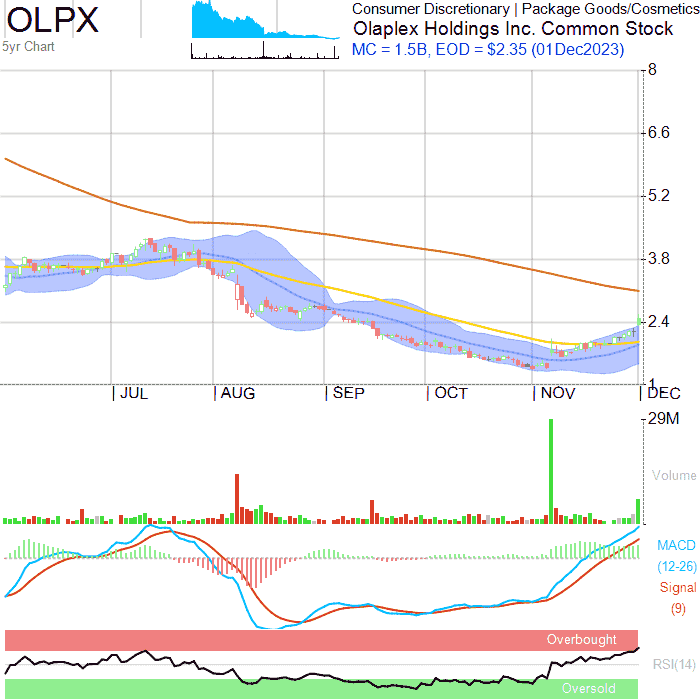 OLPX
5yr Chart
Consumer Discretionary | Package Goods/Cosmetics
Olaplex Holdings Inc. Common Stock
MC = 1.5B, EOD = $2.35 (01Dec2023)
8
6.6
5.2
3.8
2.4
1
JUL
AUG
SEP
OCT
NOV
DEC
29M
Volume
MACD
(12-26)
Signal
(9)
Overbought
RSI(14)
Oversold